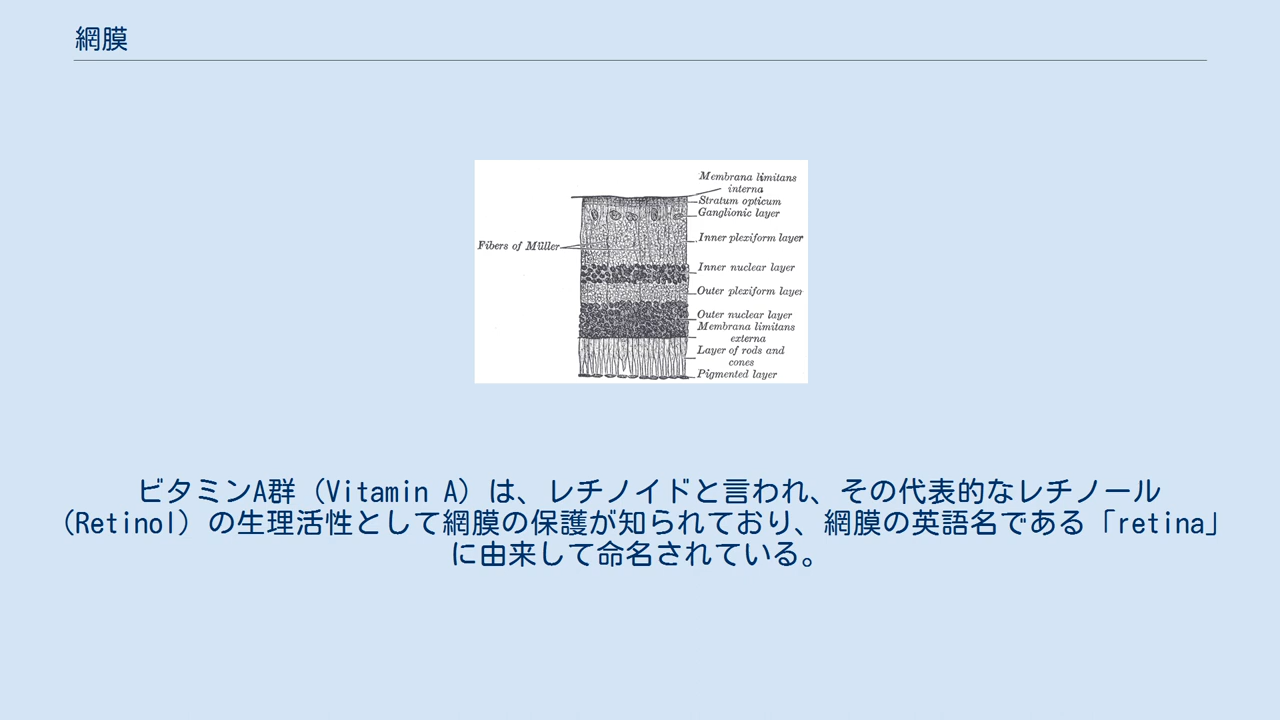 網膜
Membrana limitans
interna
Stratum opticum
Ganglionic layer
Fibers of Müller
Inner plexiform layer
Inner nuclear layer
Outer plexiform layer
Outer nuclear layer
Membrana limitans
externa
Layer of rods and
cones
Pigmented layer
ビタミンA群（Vitamin A）は、レチノイドと言われ、その代表的なレチノール
（Retinol）の生理活性として網膜の保護が知られており、網膜の英語名である「retina」
に由来して命名されている。